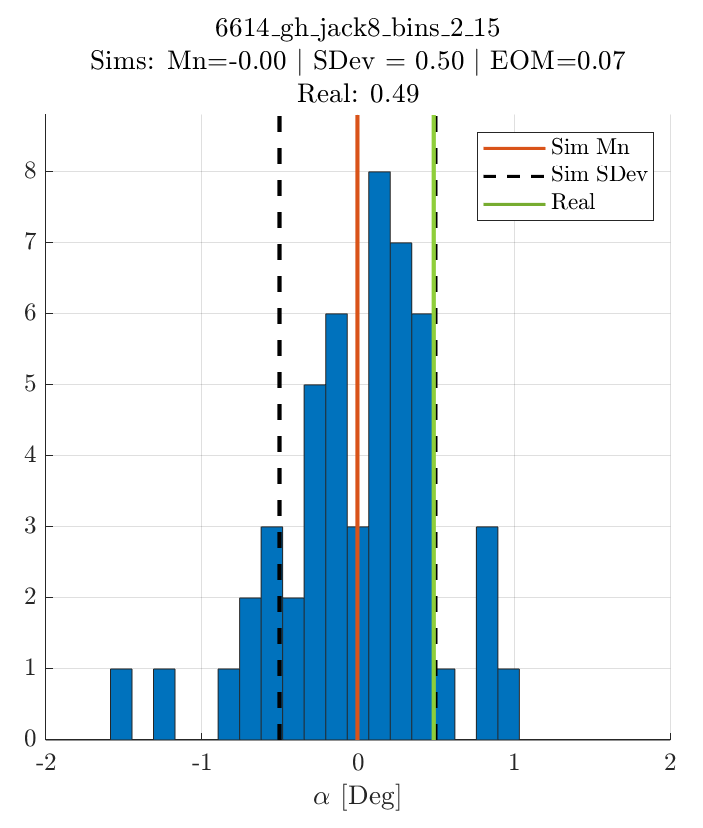 6614_gh_jack8_bins_2_15
Sims: Mn=-0.00 | SDev = 0.50 | EOM=0.07
Real: 0.49
Sim Mn
Sim SDev
Real
8
7
6
5
4
3
2
1
0
-2 -1 0 1 2
α [Deg]